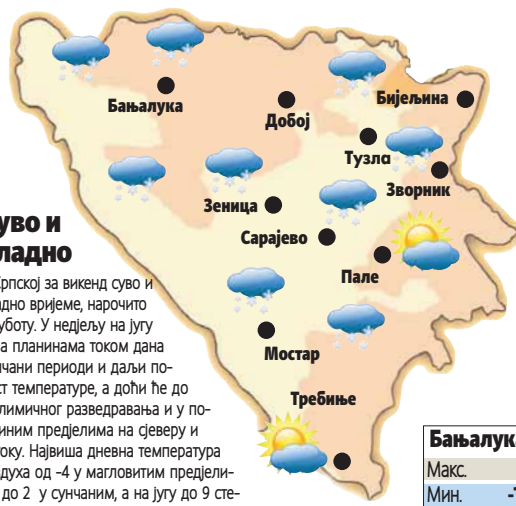 Бањалука
Добој
Бијељина
Тузла
Зворник
Зеница
Сарајево
Пале
Мостар
Требиње
уво и
ладно
рпској за викенд суво и
адно вријеме, нарочито
уботу. У недјељу на југу
а планинама током дана
нчани периоди и даљи по-
ст температуре, а доћи ће до
лимичног разведравања и у по-
иним предјелима на сјеверу и
току. Највиша дневна температура
духа од -4 у магловитим предјели-
до 2 у сунчаним, а на југу до 9 сте-
Бањалук
Макс.
Мин.